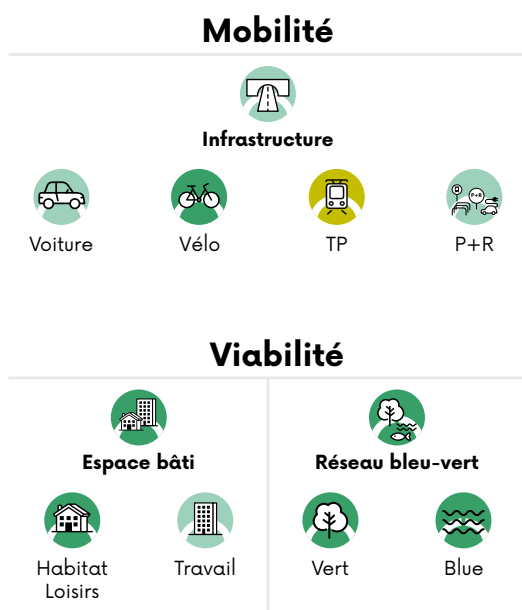 Mobilité
Infrastructure
P+R
Voiture
Vélo
TP
P+R
Viabilité
Espace bâti
Réseau bleu-vert
Habitat
Loisirs
Travail
Vert
Blue